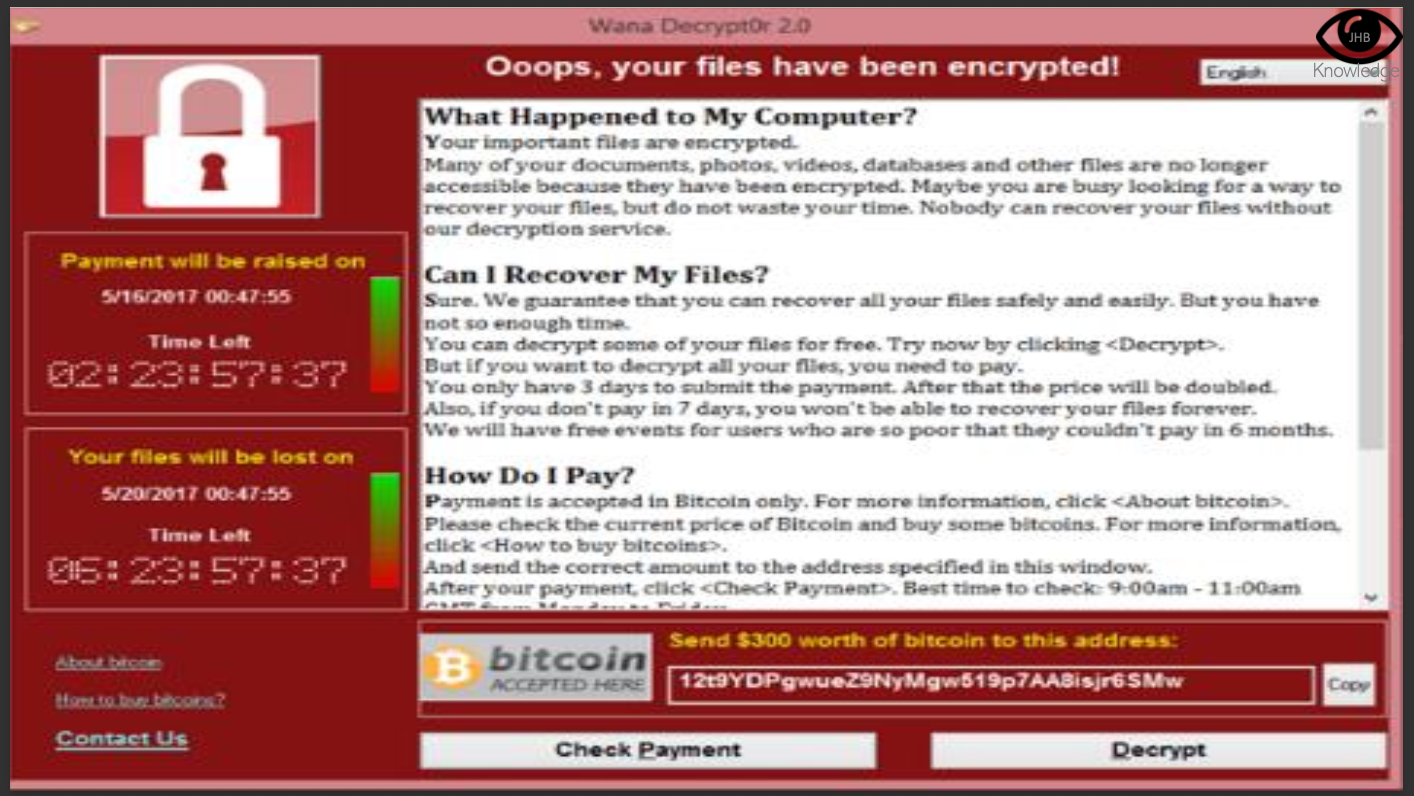 Wana Decrypt0r 2.0
JHB
Knowledge
Ooops, your files have been encrypted!
English
What Happened to My Computer?
Your important files are encrypted.
Many of your documents, photos, videos, databases and other files are no longer
accessible because they have been encrypted. Maybe you are busy looking for a way to
recover your files, but do not waste your time. Nobody can recover your files without
our decryption service.
Can I Recover My Files?
Sure. We guarantee that you can recover all your files safely and easily. But you have
not so enough time.
You can decrypt some of your files for free. Try now by clicking <Decrypt>.
But if you want to decrypt all your files, you need to pay.
You only have 3 days to submit the payment. After that the price will be doubled.
Also, if you don't pay in 7 days, you won't be able to recover your files forever.
We will have free events for users who are so poor that they couldn't pay in 6 months.
How Do I Pay?
Payment is accepted in Bitcoin only. For more information, click <About bitcoin>.
Please check the current price of Bitcoin and buy some bitcoins. For more information,
click <How to buy bitcoins>.
And send the correct amount to the address specified in this window.
After your payment, click <Check Payment>. Best time to check: 9:00am - 11:00am
GMT from Monday to Friday.
Payment will be raised on
5/16/2017 00:47:55
Time Left
02:23:57:37
Your files will be lost on
5/20/2017 00:47:55
Time Left
06:23:57:37
About bitcoin
How to buy bitcoins?
Contact Us
bitcoin
ACCEPTED HERE
Send $300 worth of bitcoin to this address:
12t9YDPgwueZ9NyMgw519p7AA8isjr6SMw
Copy
Check Payment
Decrypt